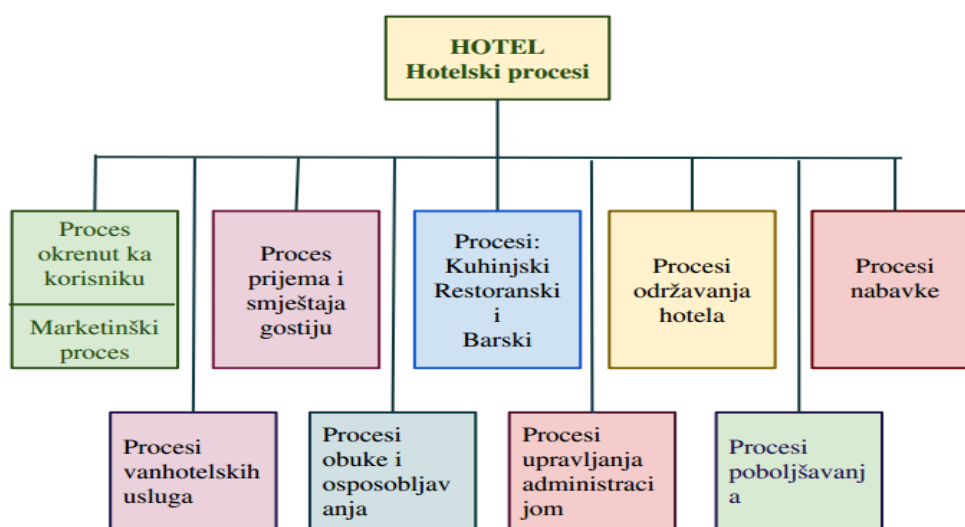 HOTEL
Hotelski procesi
Proces
okrenut ka
korisniku
Marketinški
proces
Proces
prijema i
smještaja
gostiju
Procesi:
Kuhinjski
Restoranski
i
Barski
Procesi
održavanja
hotela
Procesi
nabavke
Procesi
vanhotelskih
usluga
Procesi
obuke i
osposobljav
anja
Procesi
upravljanja
administraci
jom
Procesi
poboljšavanj
a